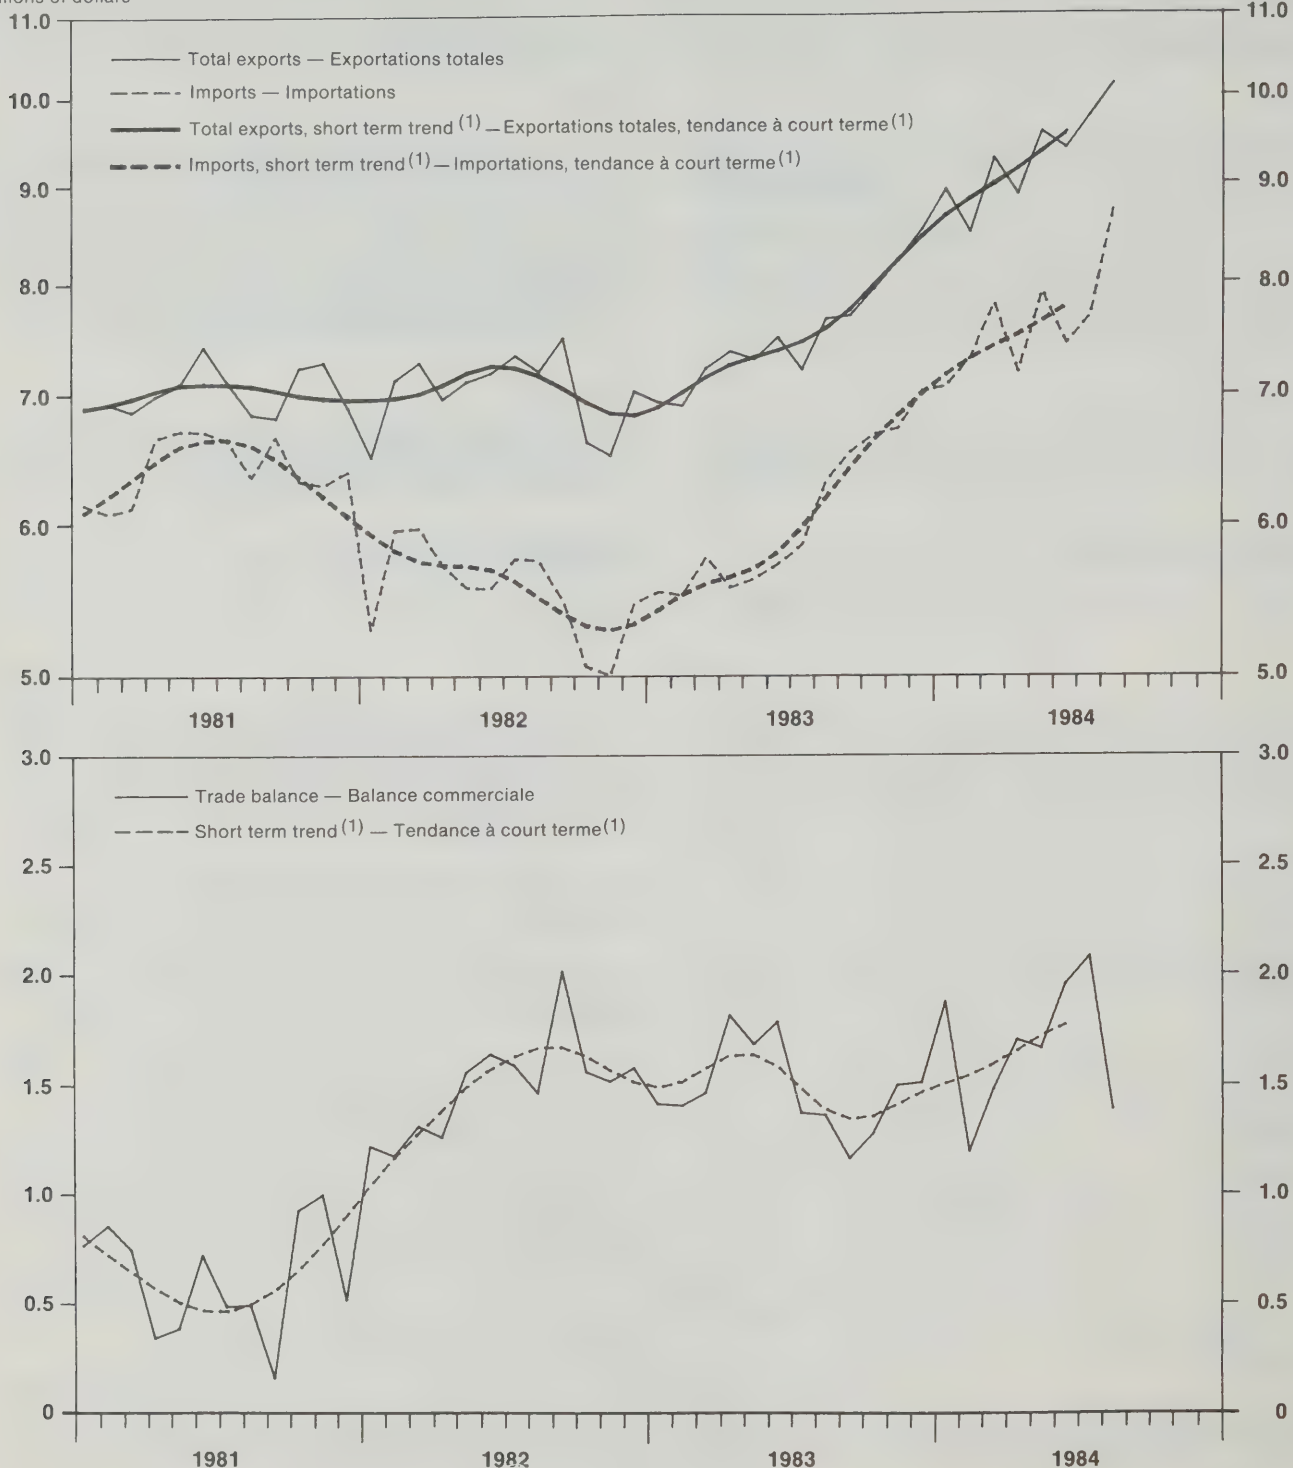 of dollars
11.0 11.0
Total exports — Exportations totales
Imports — Importations
10.0 10.0
Total exports, short term trend (1) — Exportations totales, tendance à court terme (1)
Imports, short term trend (1) — Importations, tendance à court terme (1)
9.0 9.0
8.0 8.0
7.0 7.0
6.0 6.0
5.0 5.0
1981 1982 1983 1984
3.0 3.0
Trade balance — Balance commerciale
Short term trend (1) — Tendance à court terme (1)
2.5 2.5
2.0 2.0
1.5 1.5
1.0 1.0
0.5 0.5
0 0
1981 1982 1983 1984